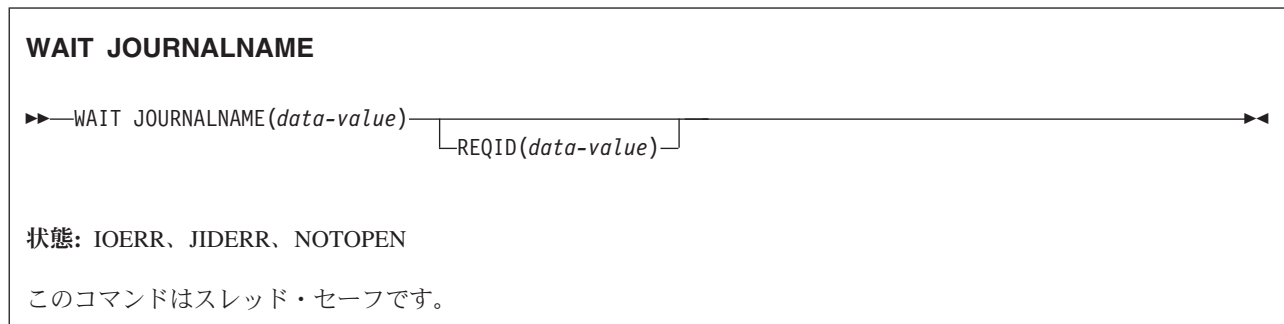 WAIT JOURNALNAME
WAIT JOURNALNAME(data-value)
REQID(data-value)
状態: IOERR、JIDERR、NOTOPEN
このコマンドはスレッド・セーフです。